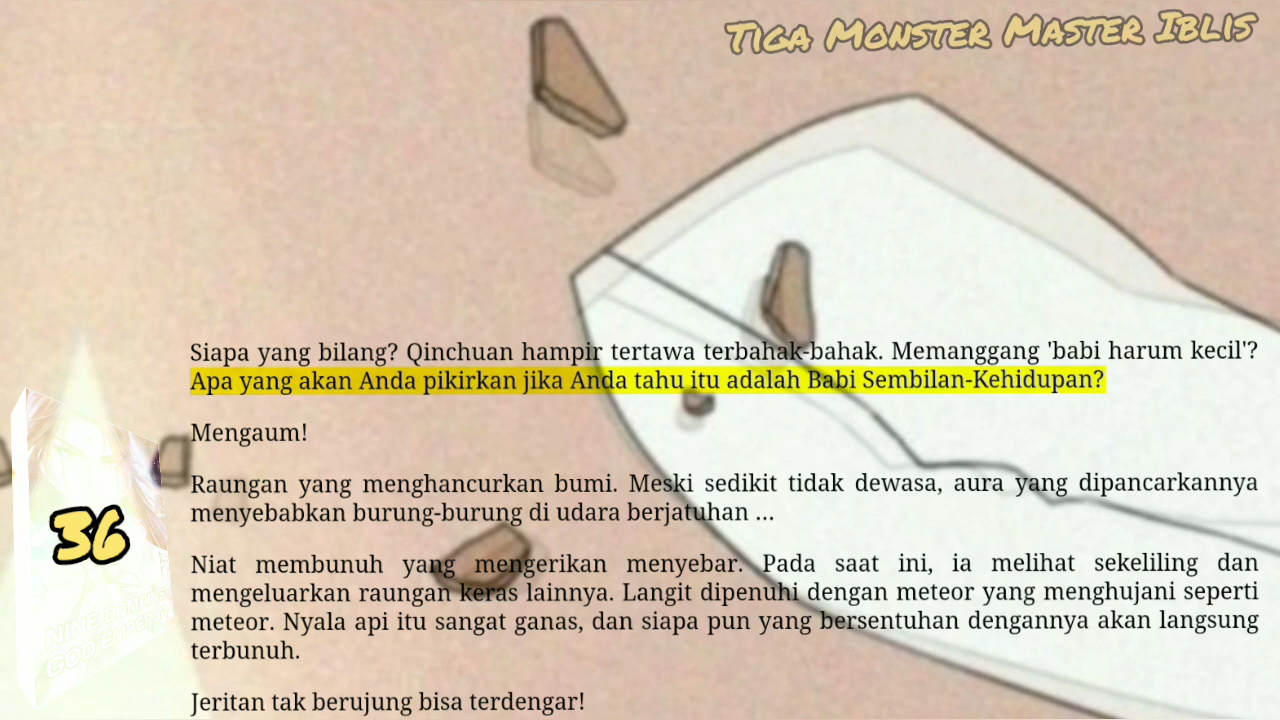 Tiga Monster Master Iblis
Siapa yang bilang? Qinchuan hampir tertawa terbahak-bahak. Memanggang 'babi harum kecil'?
Apa yang akan Anda pikirkan jika Anda tahu itu adalah Babi Sembilan-Kehidupan?
Mengaum!
Raungan yang menghancurkan bumi. Meski sedikit tidak dewasa, aura yang dipancarkannya
menyebabkan burung-burung di udara berjatuhan ...
Niat membunuh yang mengerikan menyebar. Pada saat ini, ia melihat sekeliling dan
mengeluarkan raungan keras lainnya. Langit dipenuhi dengan meteor yang menghujani seperti
meteor. Nyala api itu sangat ganas, dan siapa pun yang bersentuhan dengannya akan langsung
terbunuh.
Jeritan tak berujung bisa terdengar!
36
NINE
GOD EMPEROR